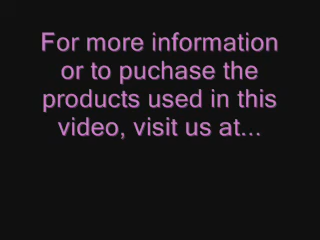 For more information
or to puchase the
products used in this
video, visit us at...